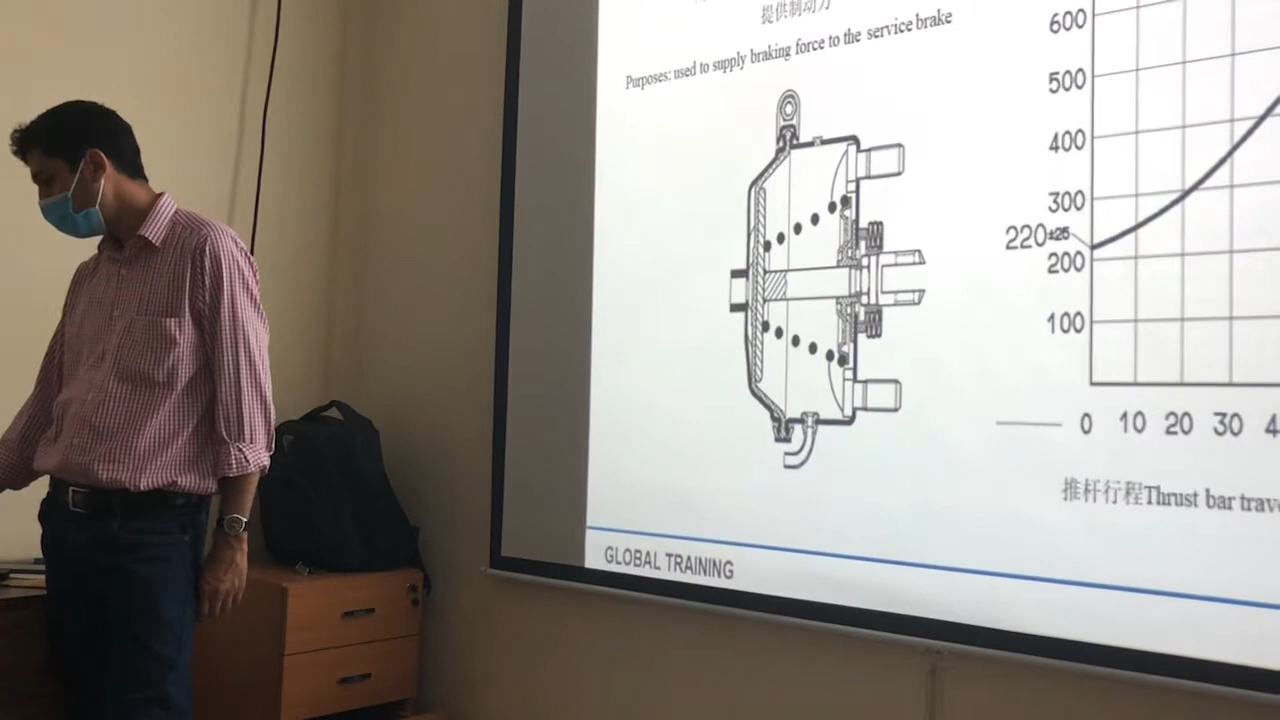 提供制动力
Purposes: used to supply braking force to the service brake
600
500
400
300
220±25
200
100
0 10 20 30
推杆行程Thrust bar
GLOBAL TRAINING